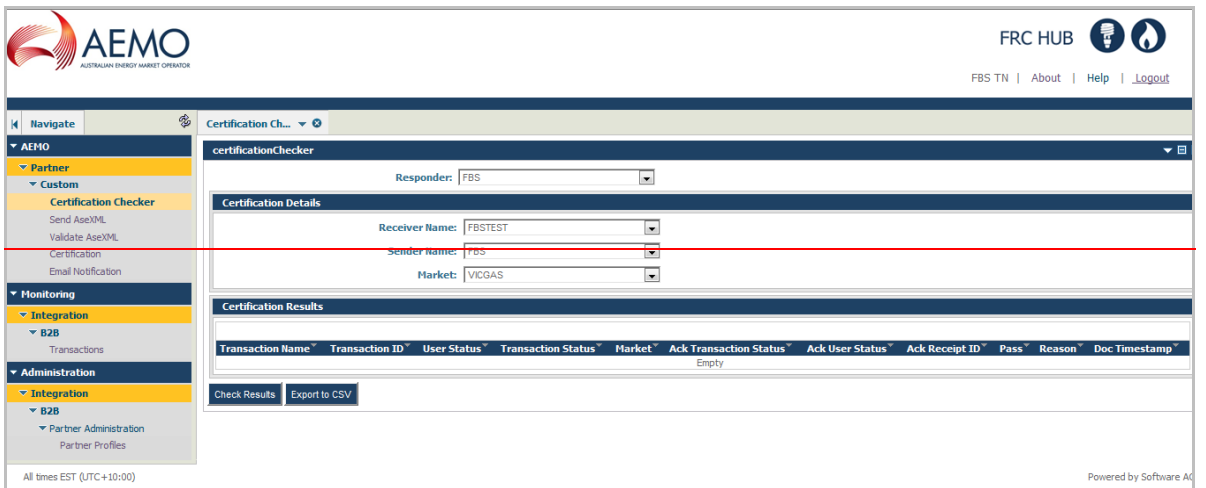 AEMO
AUSTRALIAN ENERGY MARKET OPERATOR
FRC HUB
FBS TN | About | Help | Logout
Navigate
Certification Ch...
AEMO
Partner
Custom
Certification Checker
Send AseXML
Validate AseXML
Certification
Email Notification
Monitoring
Integration
B2B
Transactions
Administration
Integration
B2B
Partner Administration
Partner Profiles
certificationChecker
Responder: FBS
Certification Details
Receiver Name: FBSTEST
Sender Name: FBS
Market: VICGAS
Certification Results
Transaction Name Transaction ID User Status Transaction Status Market Ack Transaction Status Ack User Status Ack Receipt ID Pass Reason Doc Timestamp
Empty
Check Results Export to CSV
All times EST (UTC+10:00)
Powered by Software AG